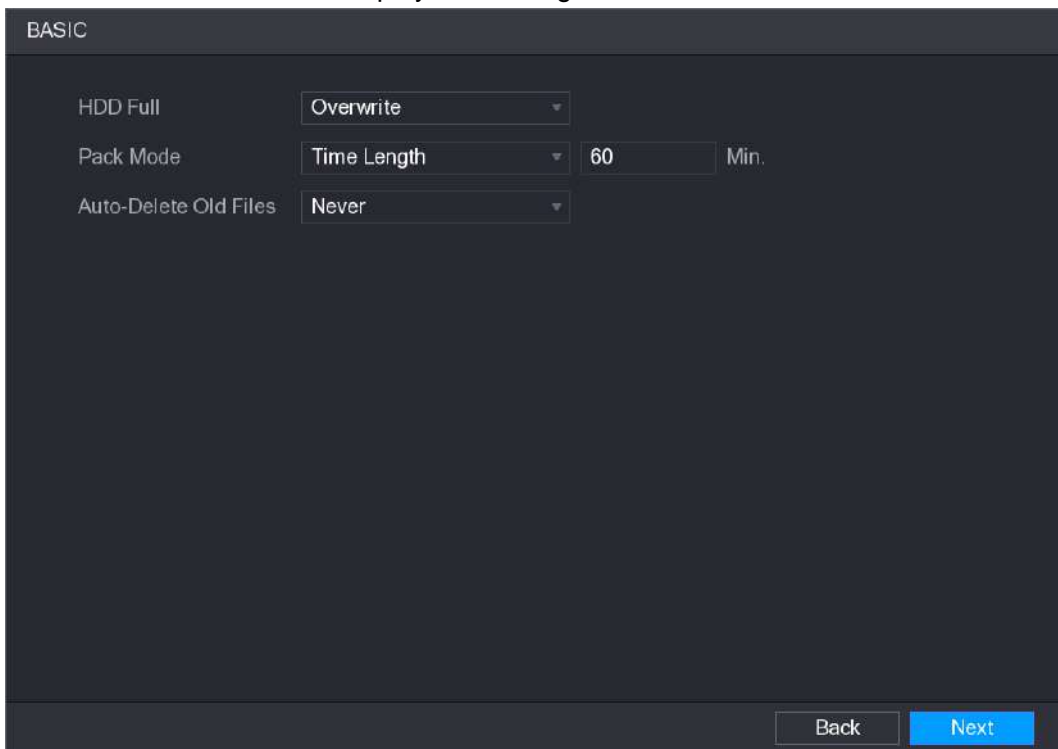 BASIC
HDD Full Overwrite
Pack Mode Time Length 60 Min.
Auto-Delete Old Files Never
Back Next